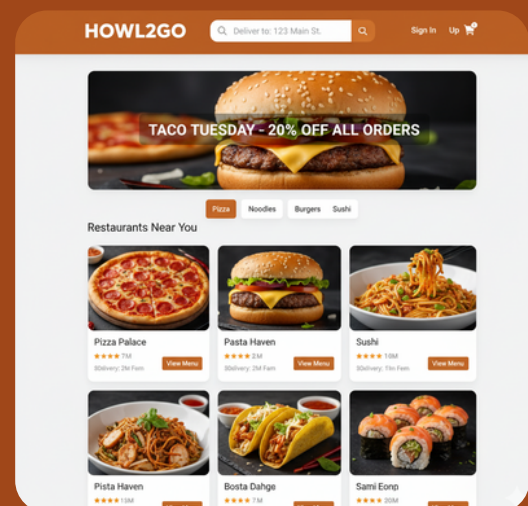 HOWL2GO
Deliver to: 123 Main St.
Sign In
Up
TACO TUESDAY - 20% OFF ALL ORDERS
Pizza
Noodles
Burgers
Sushi
Restaurants Near You
Pizza Palace
★★★★ 7M
View Menu
Pasta Haven
★★★★ 2M
View Menu
Sushi
★★★★ 10M
View Menu
Pista Haven
★★★★ 15M
Bosta Dahge
★★★★ 7M
Sami Eonp
★★★★ 20M